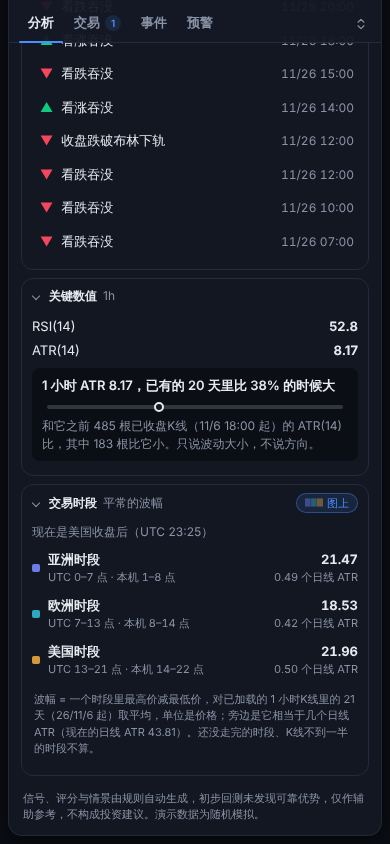 分析 交易 1 事件 预警
看涨吞没
看跌吞没 11/26 15:00
看涨吞没 11/26 14:00
收盘跌破布林下轨 11/26 12:00
看跌吞没 11/26 12:00
看跌吞没 11/26 10:00
看跌吞没 11/26 07:00
关键数值 1h
RSI(14) 52.8
ATR(14) 8.17
1 小时 ATR 8.17，已有的 20 天里比 38% 的时候大
和它之前 485 根已收盘K线（11/6 18:00 起）的 ATR(14)
比，其中 183 根比它小。只说波动大小，不说方向。
交易时段 平常的波幅 图上
现在是美国收盘后（UTC 23:25）
亚洲时段 21.47
UTC 0–7 点 · 本机 1–8 点 0.49 个日线 ATR
欧洲时段 18.53
UTC 7–13 点 · 本机 8–14 点 0.42 个日线 ATR
美国时段 21.96
UTC 13–21 点 · 本机 14–22 点 0.50 个日线 ATR
波幅 = 一个时段里最高价减最低价，对已加载的 1 小时K线里的 21
天（26/11/6 起）取平均，单位是价格；旁边是它相当于几个日线
ATR（现在的日线 ATR 43.81）。还没走完的时段、K线不到一半
的时段不算。
信号、评分与情景由规则自动生成，初步回测未发现可靠优势，仅作辅
助参考，不构成投资建议。演示数据为随机模拟。